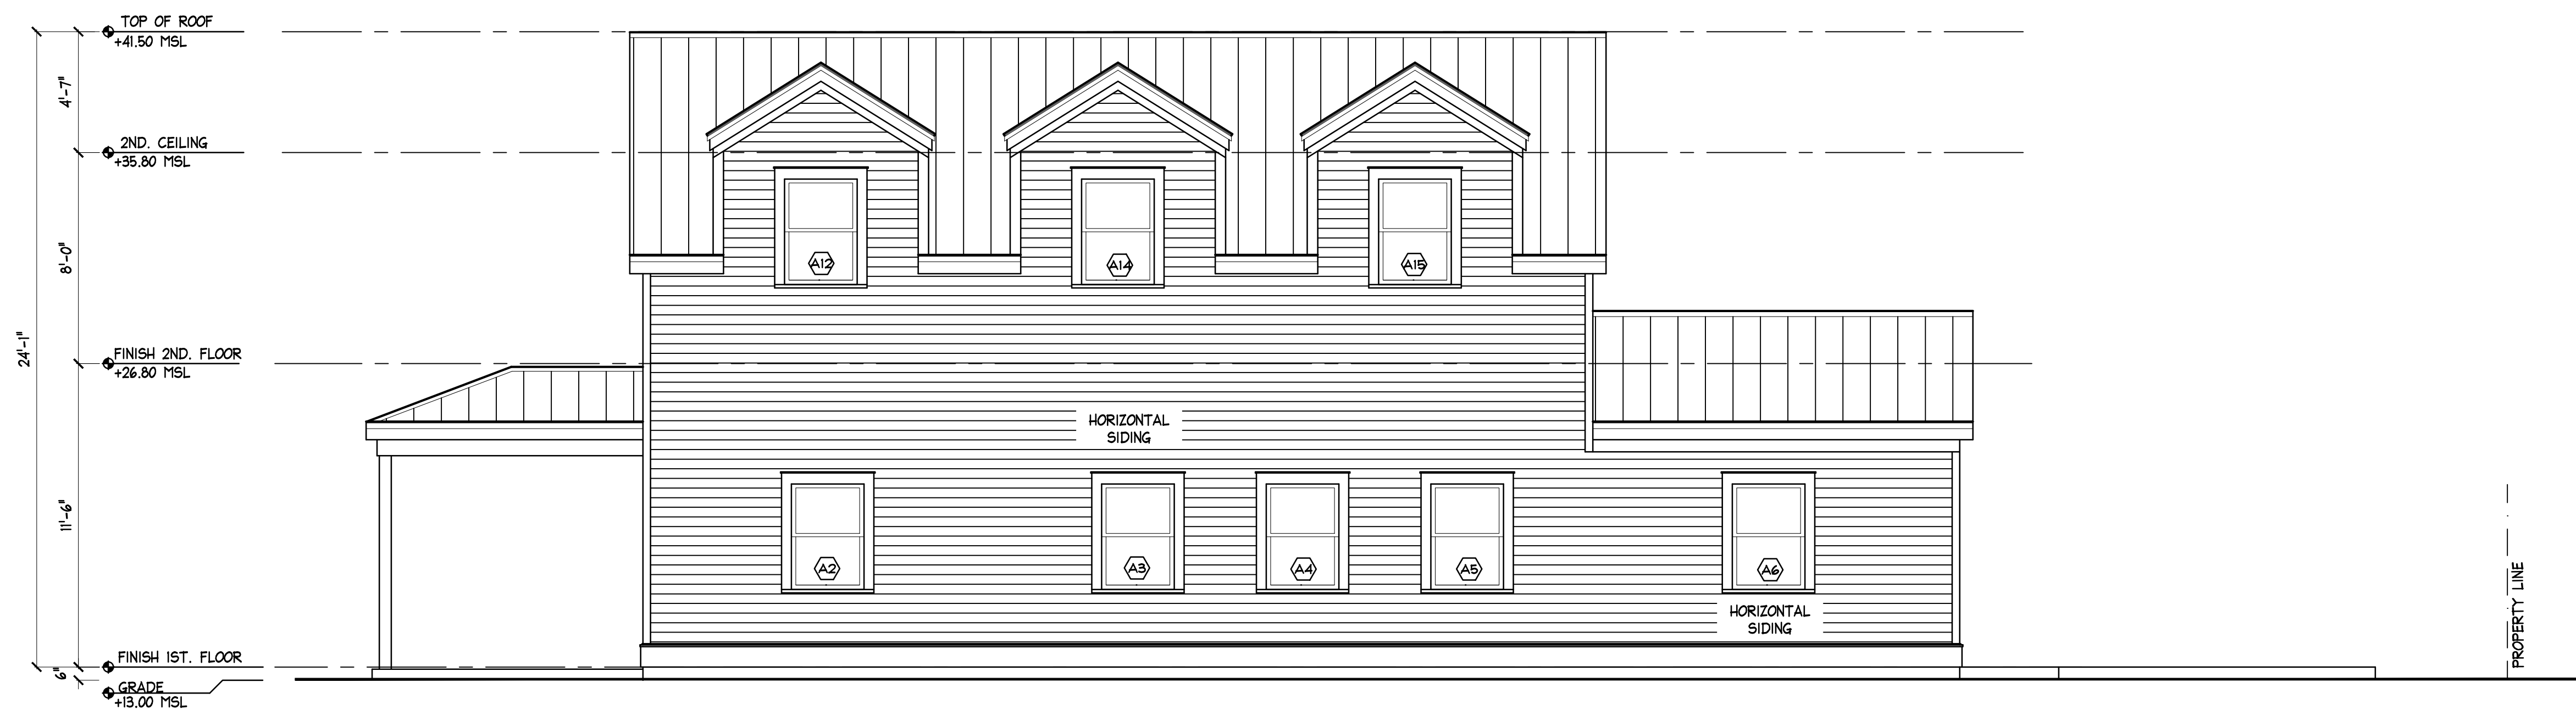 TOP OF ROOF
+41.50 MSL
4'-7"
2ND. CEILING
+35.80 MSL
8'-0"
A12
A14
A15
24'-1"
FINISH 2ND. FLOOR
+26.80 MSL
HORIZONTAL
SIDING
11'-6"
A2
A3
A4
A5
A6
HORIZONTAL
SIDING
PROPERTY LINE
FINISH 1ST. FLOOR
6"
GRADE
+13.00 MSL